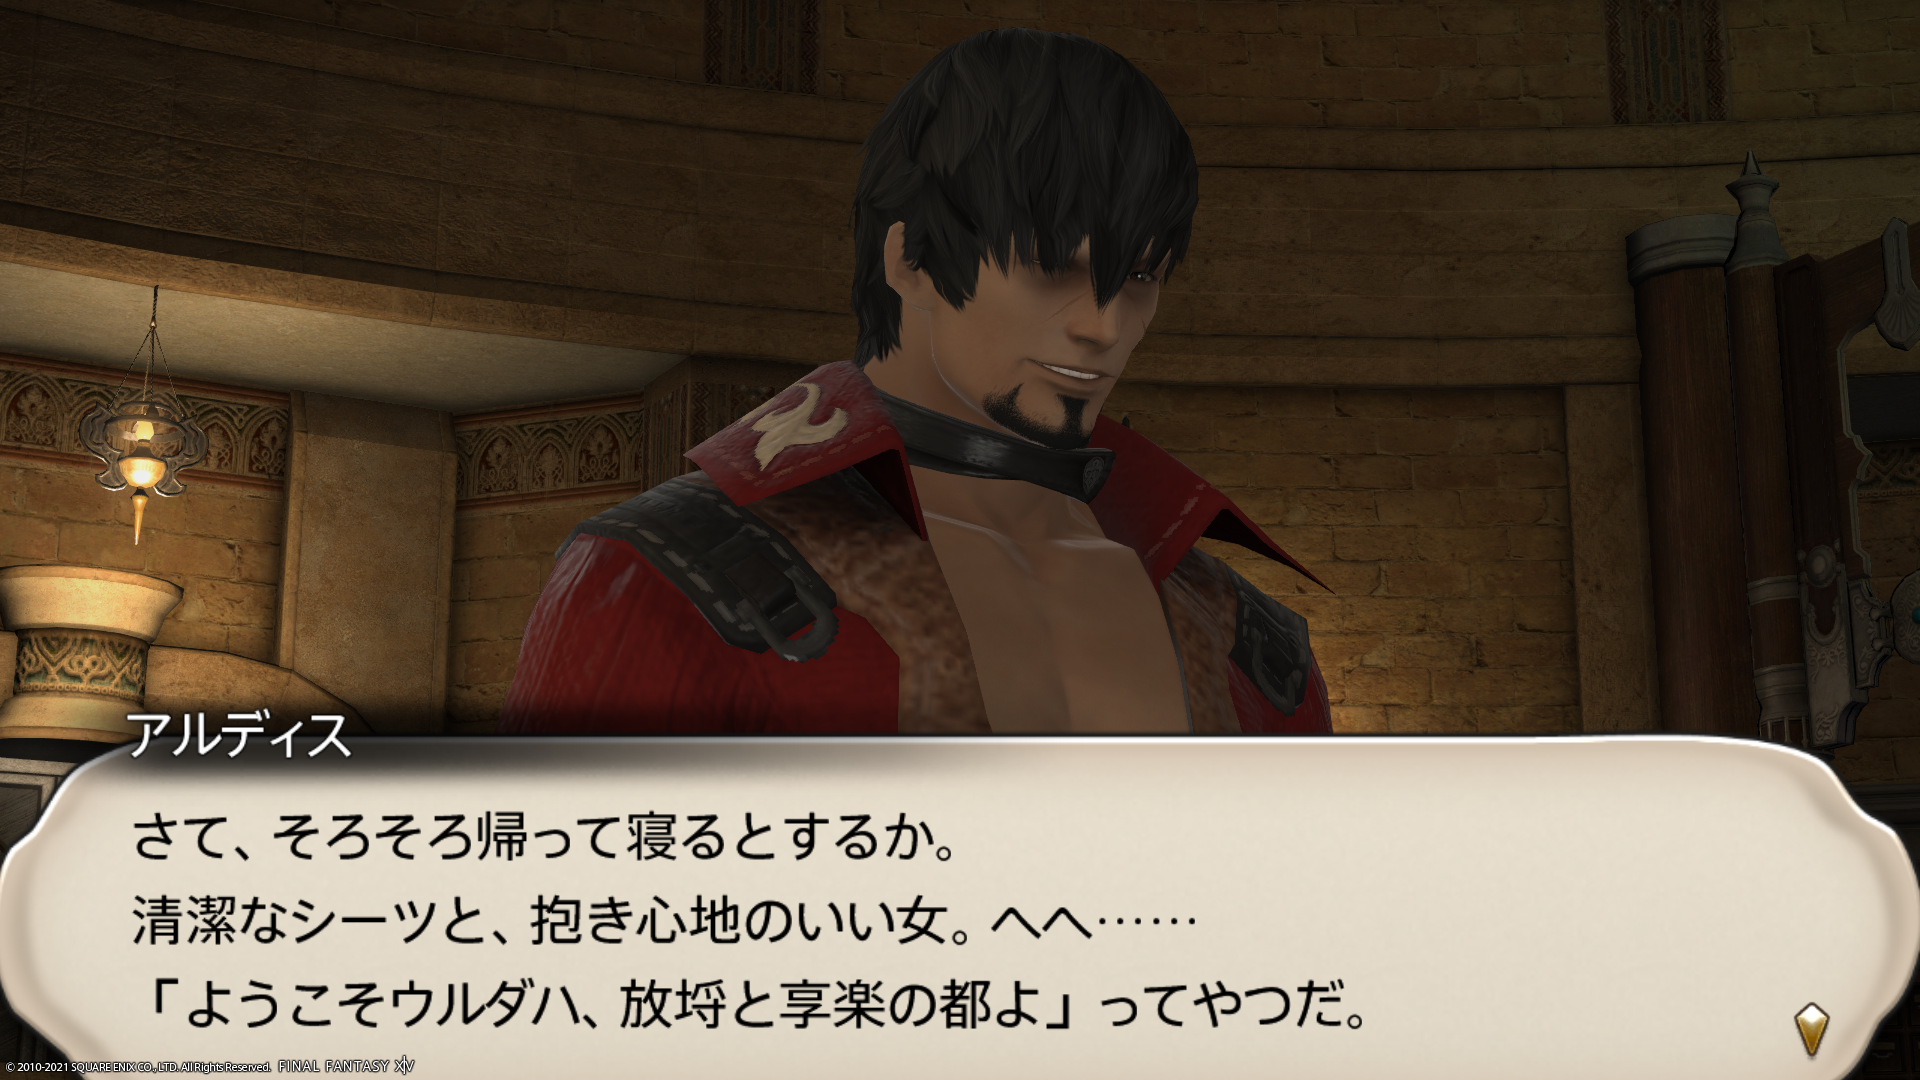 アルディス
さて、そろそろ帰って寝るとするか。
清潔なシーツと、抱き心地のいい女。へへ……
「ようこそウルダハ、放埒と享楽の都よ」ってやつだ。
© 2010-2021 SQUARE ENIX CO., LTD. All Rights Reserved. FINAL FANTASY XIV